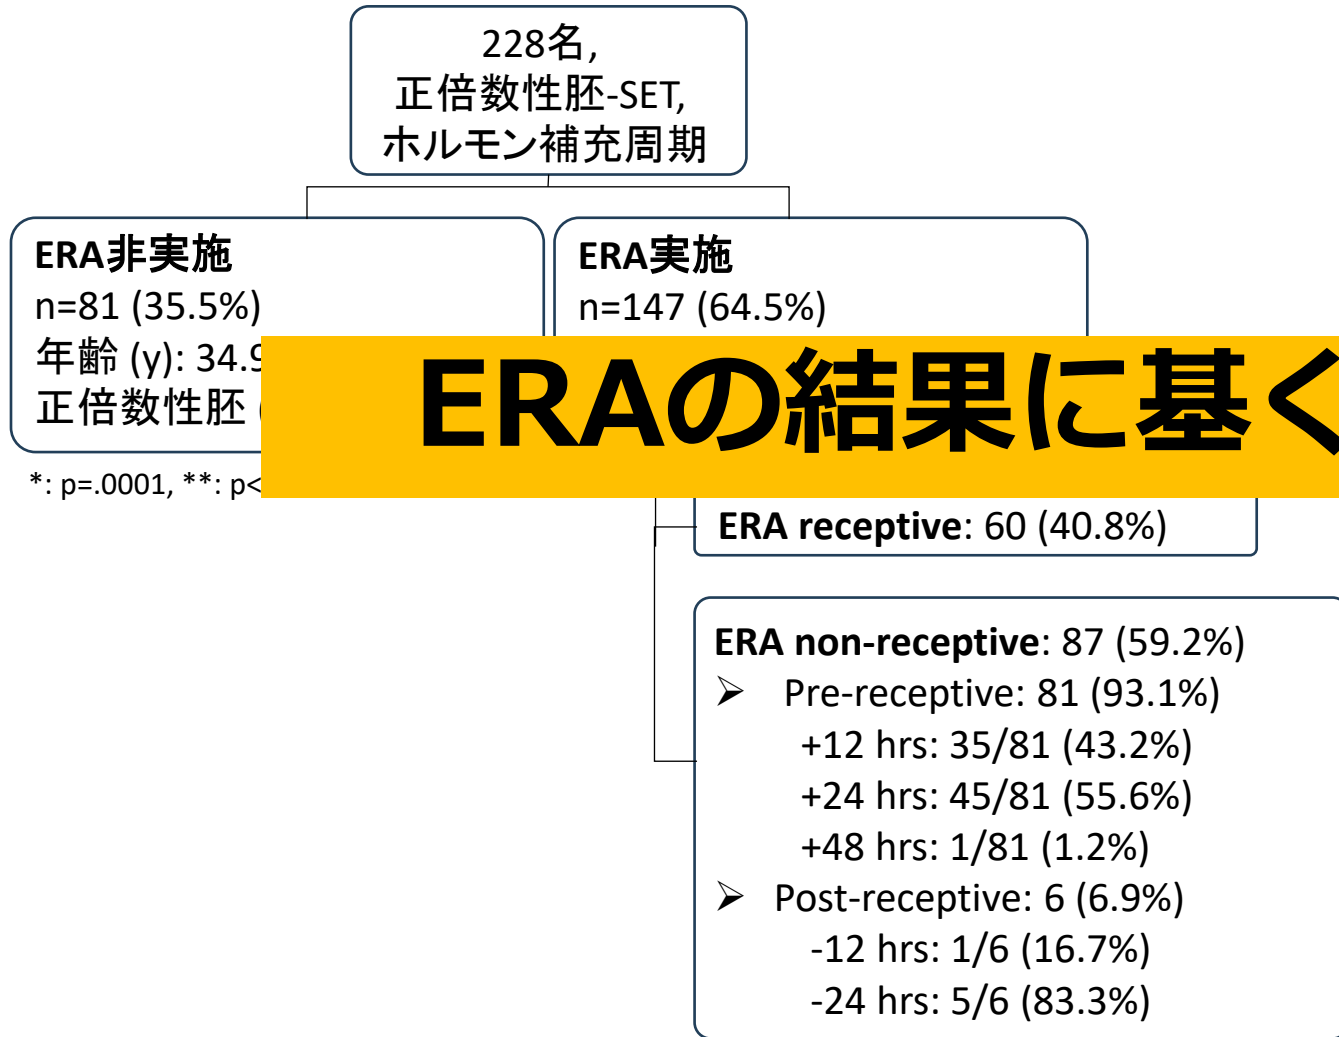 228名,
正倍数性胚-SET,
ホルモン補充周期
ERA非実施
n=81 (35.5%)
年齢 (y): 34.9
正倍数性胚
*: p=.0001, **: p<
ERA実施
n=147 (64.5%)
ERAの結果に基く
ERA receptive: 60 (40.8%)
ERA non-receptive: 87 (59.2%)
➢ Pre-receptive: 81 (93.1%)
+12 hrs: 35/81 (43.2%)
+24 hrs: 45/81 (55.6%)
+48 hrs: 1/81 (1.2%)
➢ Post-receptive: 6 (6.9%)
-12 hrs: 1/6 (16.7%)
-24 hrs: 5/6 (83.3%)